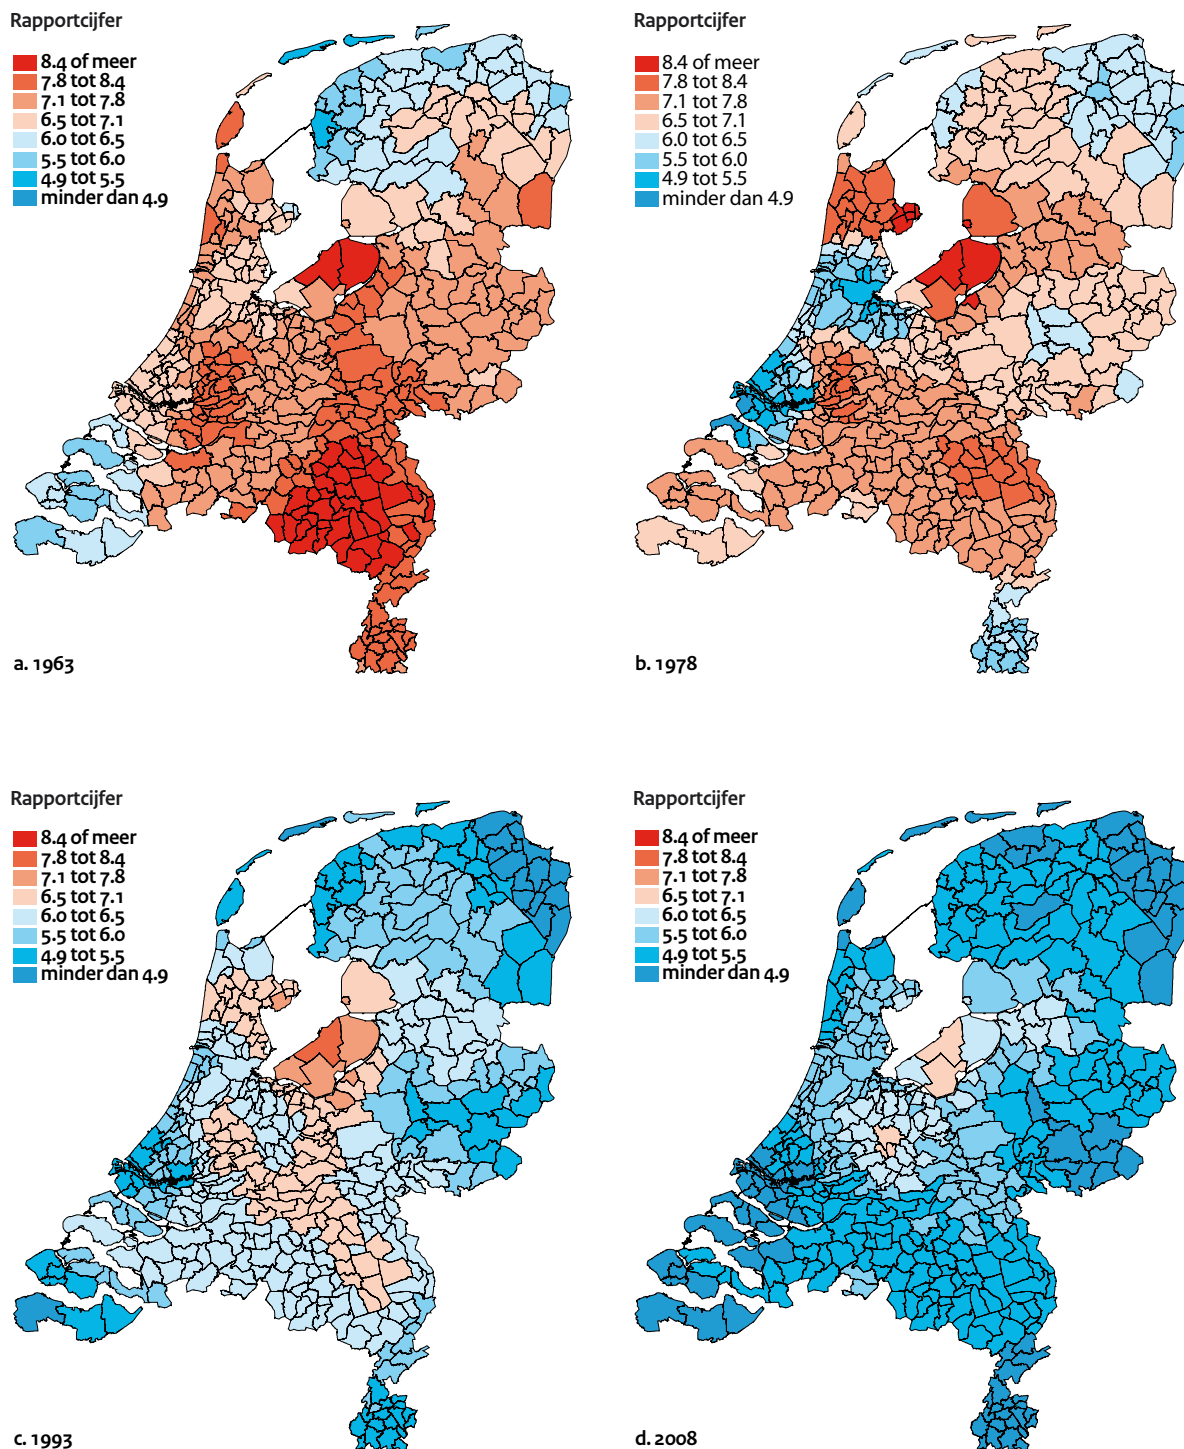 Rapportcijfer
8.4 of meer
7.8 tot 8.4
7.1 tot 7.8
6.5 tot 7.1
6.0 tot 6.5
5.5 tot 6.0
4.9 tot 5.5
minder dan 4.9
a. 1963
Rapportcijfer
8.4 of meer
7.8 tot 8.4
7.1 tot 7.8
6.5 tot 7.1
6.0 tot 6.5
5.5 tot 6.0
4.9 tot 5.5
minder dan 4.9
b. 1978
Rapportcijfer
8.4 of meer
7.8 tot 8.4
7.1 tot 7.8
6.5 tot 7.1
6.0 tot 6.5
5.5 tot 6.0
4.9 tot 5.5
minder dan 4.9
c. 1993
Rapportcijfer
8.4 of meer
7.8 tot 8.4
7.1 tot 7.8
6.5 tot 7.1
6.0 tot 6.5
5.5 tot 6.0
4.9 tot 5.5
minder dan 4.9
d. 2008